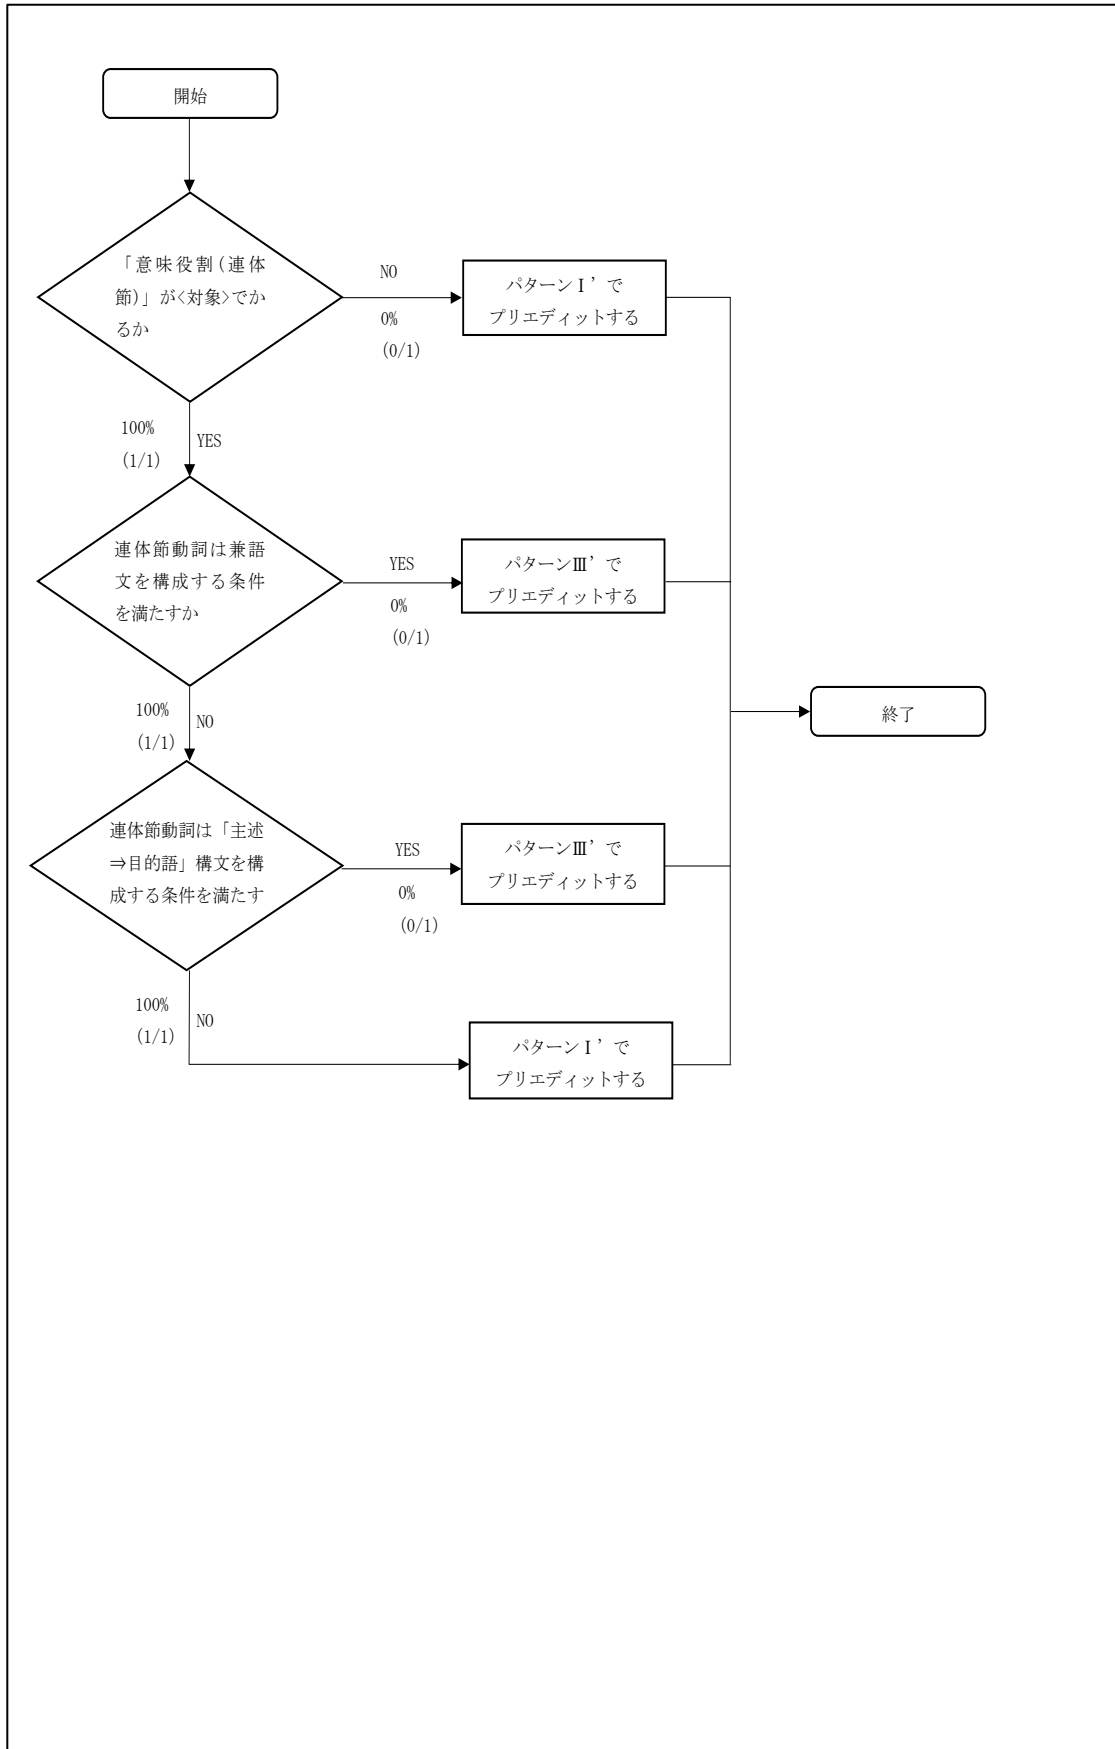 開始
「意味役割(連体
節)」が<対象>でか
るか
NO
0%
(0/1)
パターンⅠ’で
プリエディットする
100%
(1/1)
YES
連体節動詞は兼語
文を構成する条件
を満たすか
YES
0%
(0/1)
パターンⅢ’で
プリエディットする
100%
(1/1)
NO
終了
連体節動詞は「主述
⇒目的語」構文を構
成する条件を満たす
YES
0%
(0/1)
パターンⅢ’で
プリエディットする
100%
(1/1)
NO
パターンⅠ’で
プリエディットする